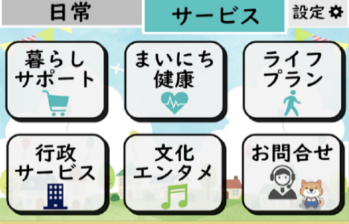 日常 サービス 設定
暮らし まいにち ライフ
サポート 健康 プラン
行政 文化 お問合せ
サービス エンタメ